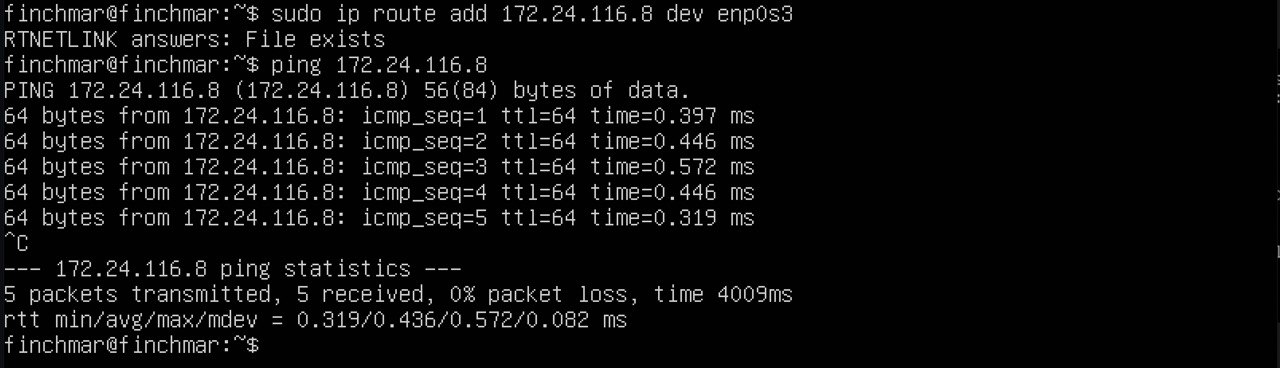 finchmar@finchmar:~$ sudo ip route add 172.24.116.8 dev enp0s3
RTNETLINK answers: File exists
finchmar@finchmar:~$ ping 172.24.116.8
PING 172.24.116.8 (172.24.116.8) 56(84) bytes of data.
64 bytes from 172.24.116.8: icmp_seq=1 ttl=64 time=0.397 ms
64 bytes from 172.24.116.8: icmp_seq=2 ttl=64 time=0.446 ms
64 bytes from 172.24.116.8: icmp_seq=3 ttl=64 time=0.572 ms
64 bytes from 172.24.116.8: icmp_seq=4 ttl=64 time=0.446 ms
64 bytes from 172.24.116.8: icmp_seq=5 ttl=64 time=0.319 ms
^C
--- 172.24.116.8 ping statistics ---
5 packets transmitted, 5 received, 0% packet loss, time 4009ms
rtt min/avg/max/mdev = 0.319/0.436/0.572/0.082 ms
finchmar@finchmar:~$